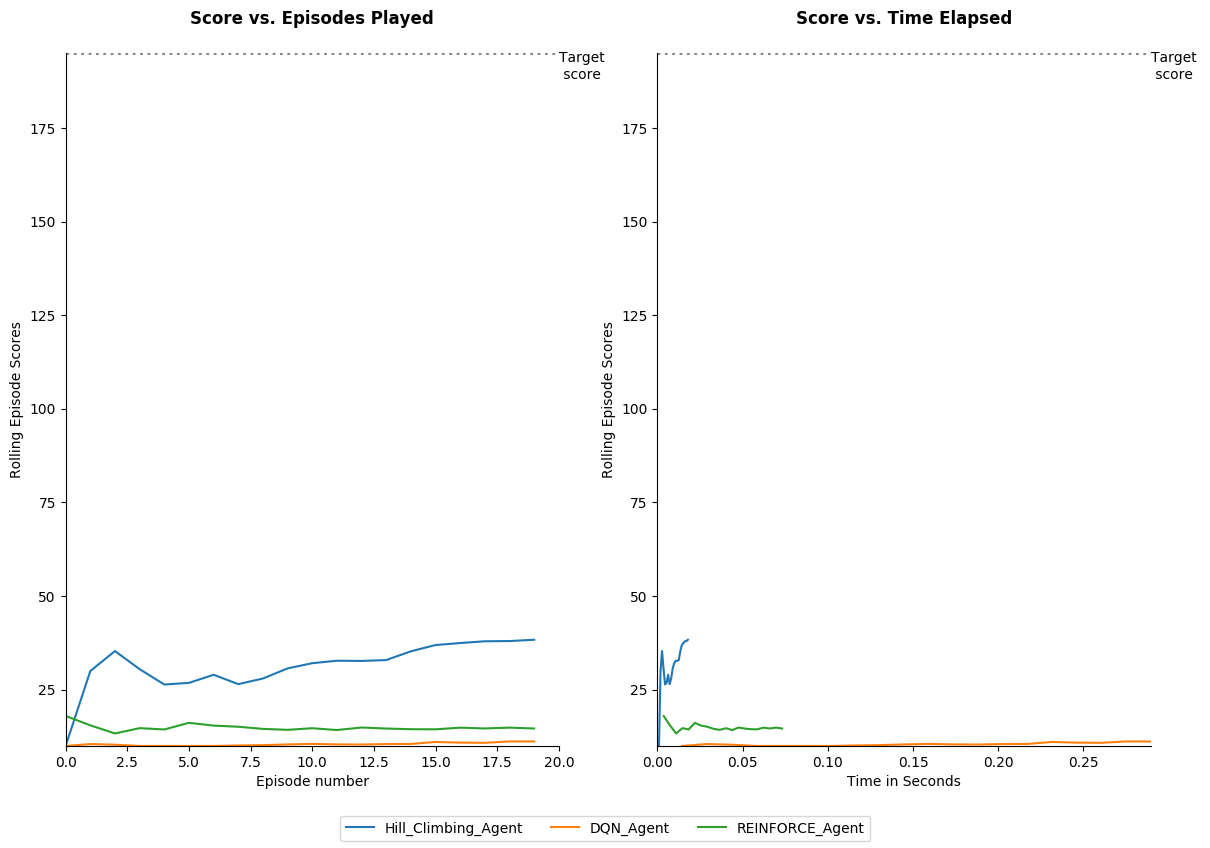 Score vs. Episodes Played
Target
score
175
150
125
100
75
50
25
Rolling Episode Scores
0.0 2.5 5.0 7.5 10.0 12.5 15.0 17.5 20.0
Episode number
Score vs. Time Elapsed
Target
score
175
150
125
100
75
50
25
Rolling Episode Scores
0.00 0.05 0.10 0.15 0.20 0.25
Time in Seconds
Hill_Climbing_Agent DQN_Agent REINFORCE_Agent